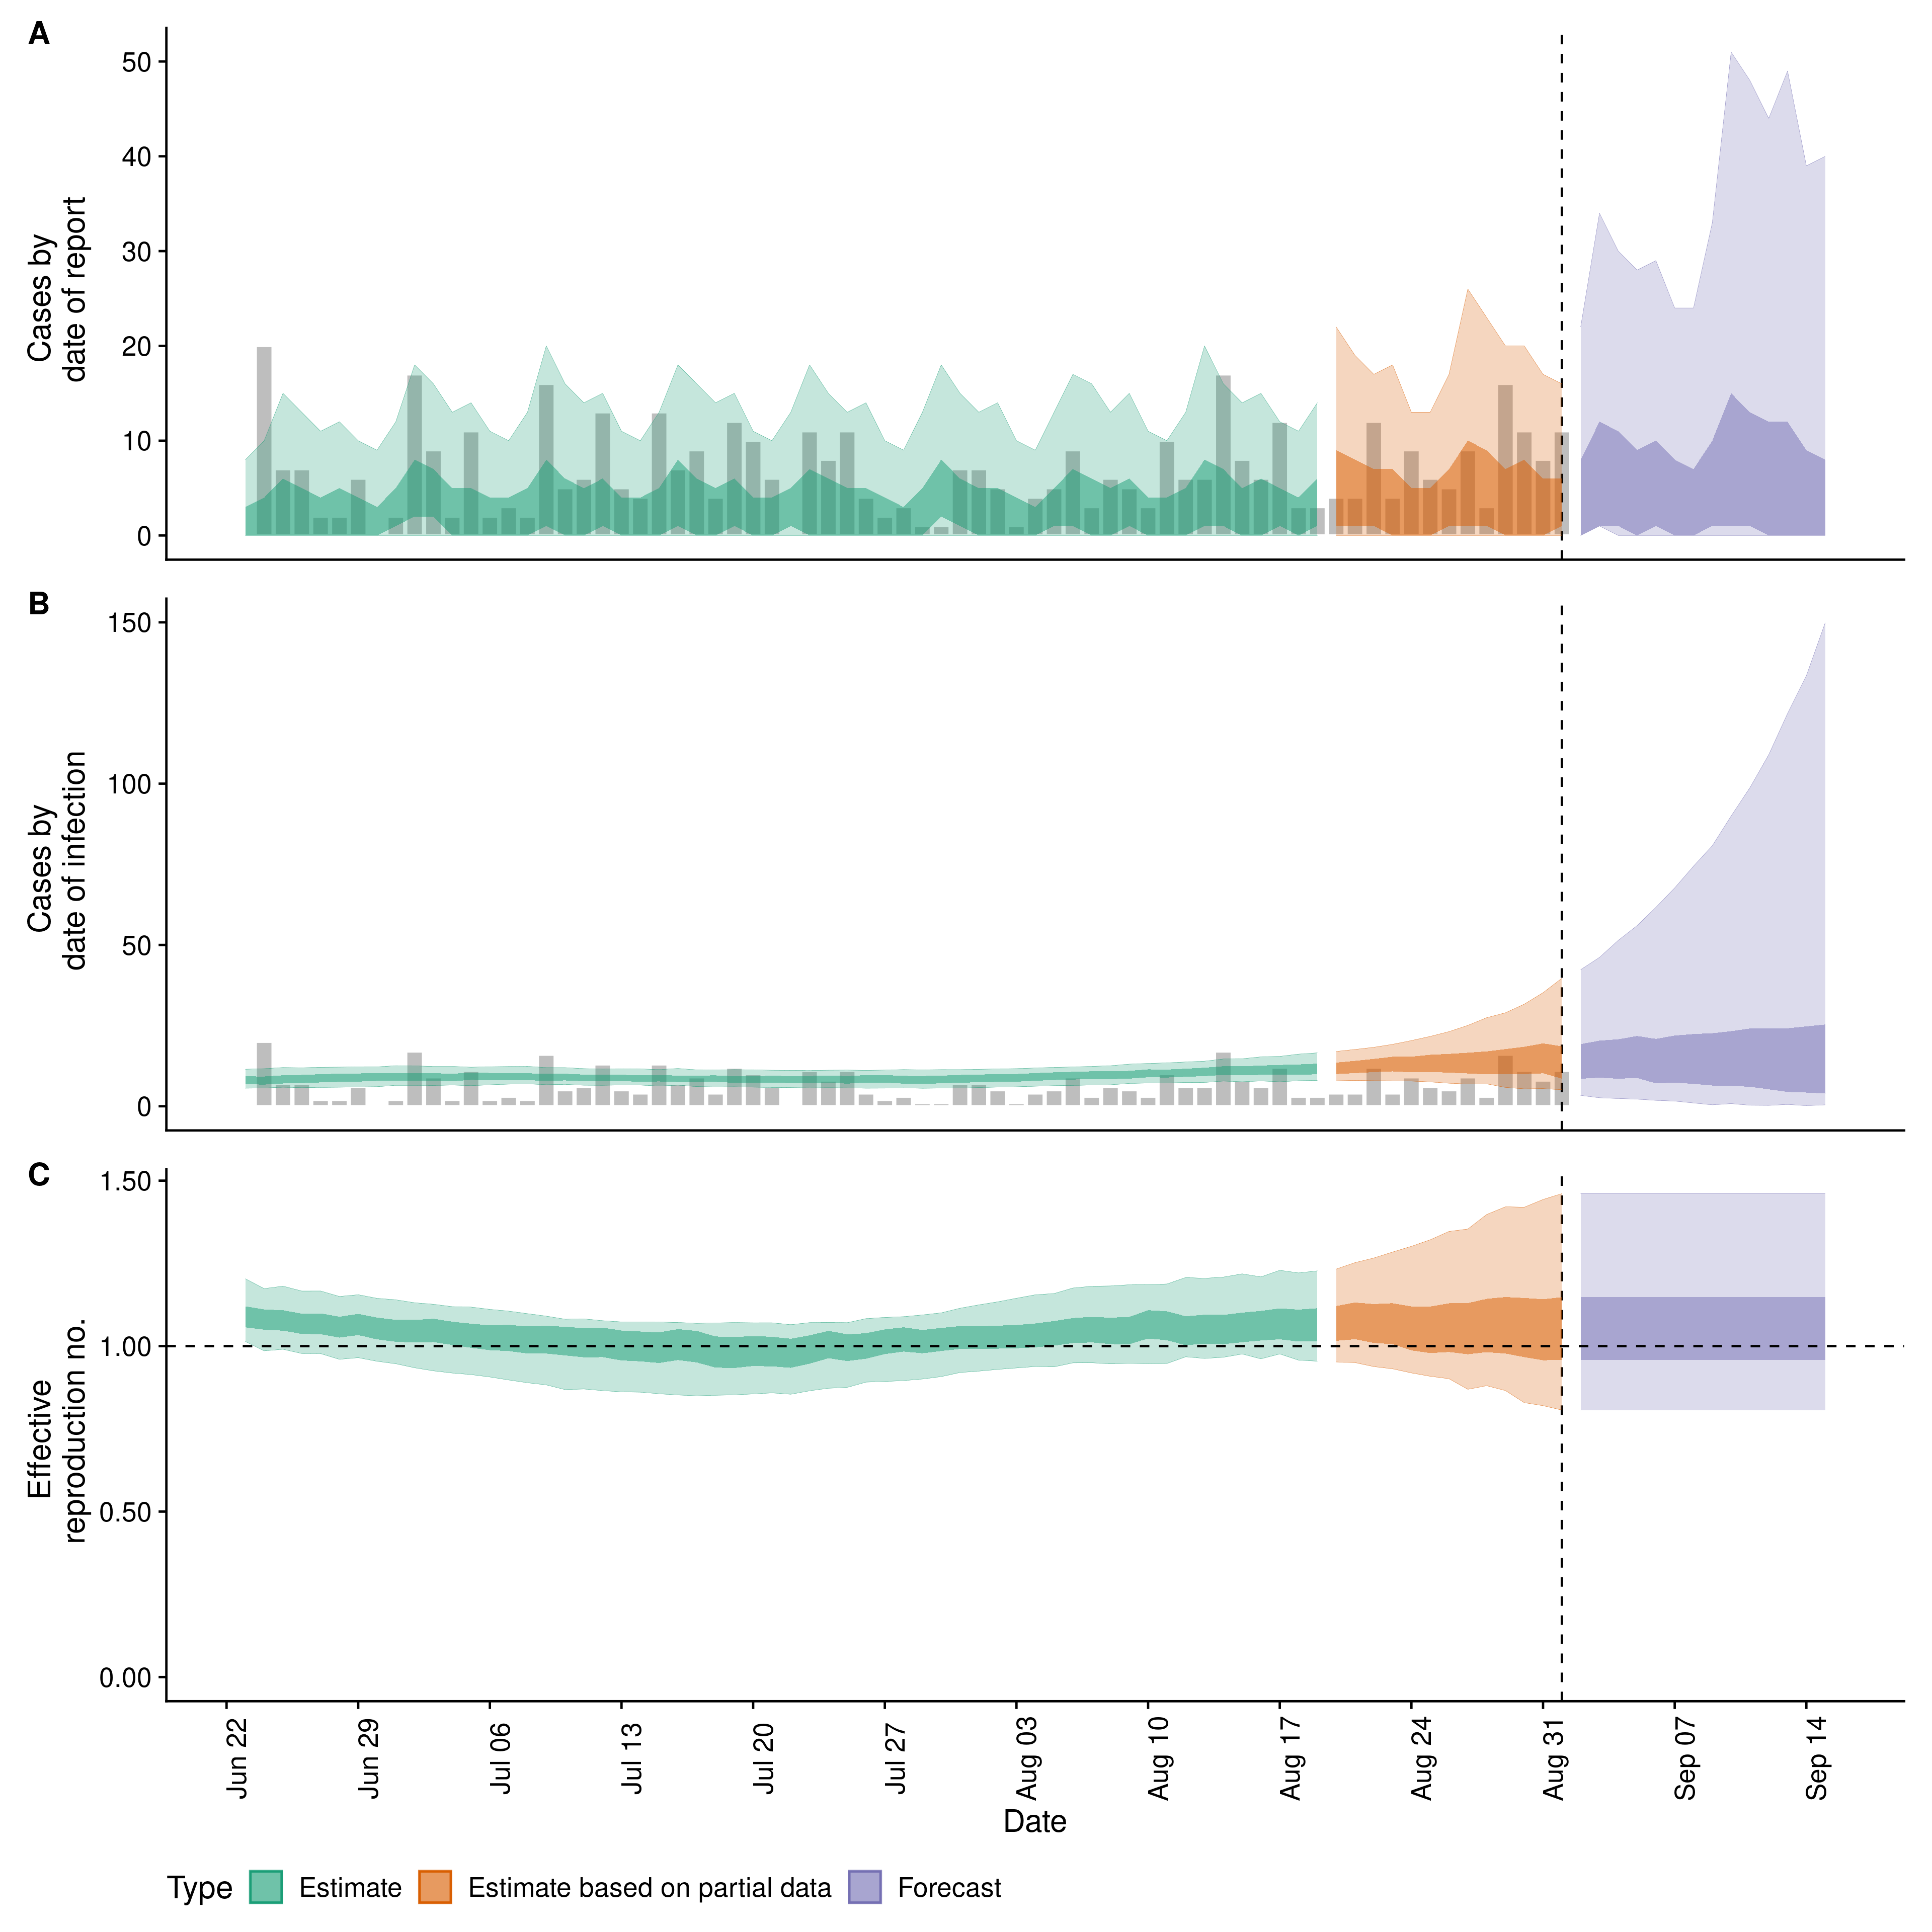 A
Cases by
date of report
50
40
30
20
10
0
B
Cases by
date of infection
150
100
50
0
C
Effective
reproduction no.
1.50
1.00
0.50
0.00
Jun 22
Jun 29
Jul 06
Jul 13
Jul 20
Jul 27
Aug 03
Aug 10
Aug 17
Aug 24
Aug 31
Sep 07
Sep 14
Date
Type Estimate Estimate based on partial data Forecast